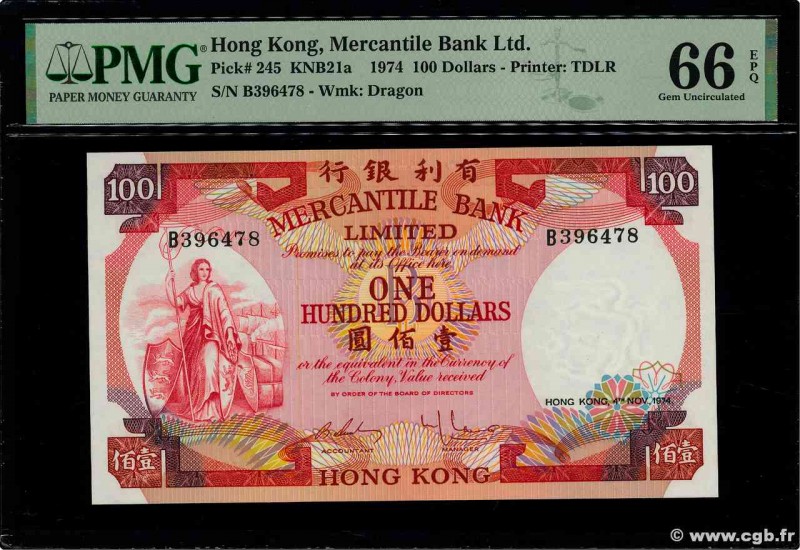 PMG®
PAPER MONEY GUARANTY
Hong Kong, Mercantile Bank Ltd.
Pick# 245 KNB21a 1974 100 Dollars - Printer: TDLR
S/N B396478 - Wmk: Dragon
66 EPQ
Gem Uncirculated
行銀利有
100
100
MERCANTILE BANK
LIMITED
B396478
B396478
Promises to pay the Bearer on demand
at its Office here
ONE
HUNDRED DOLLARS
圓佰壹
or the equivalent in the Currency of
the Colony, Value received
BY ORDER OF THE BOARD OF DIRECTORS
HONG KONG, 4TH NOV. 1974.
ACCOUNTANT
MANAGER
佰壹
佰壹
HONG KONG
© www.cgb.fr